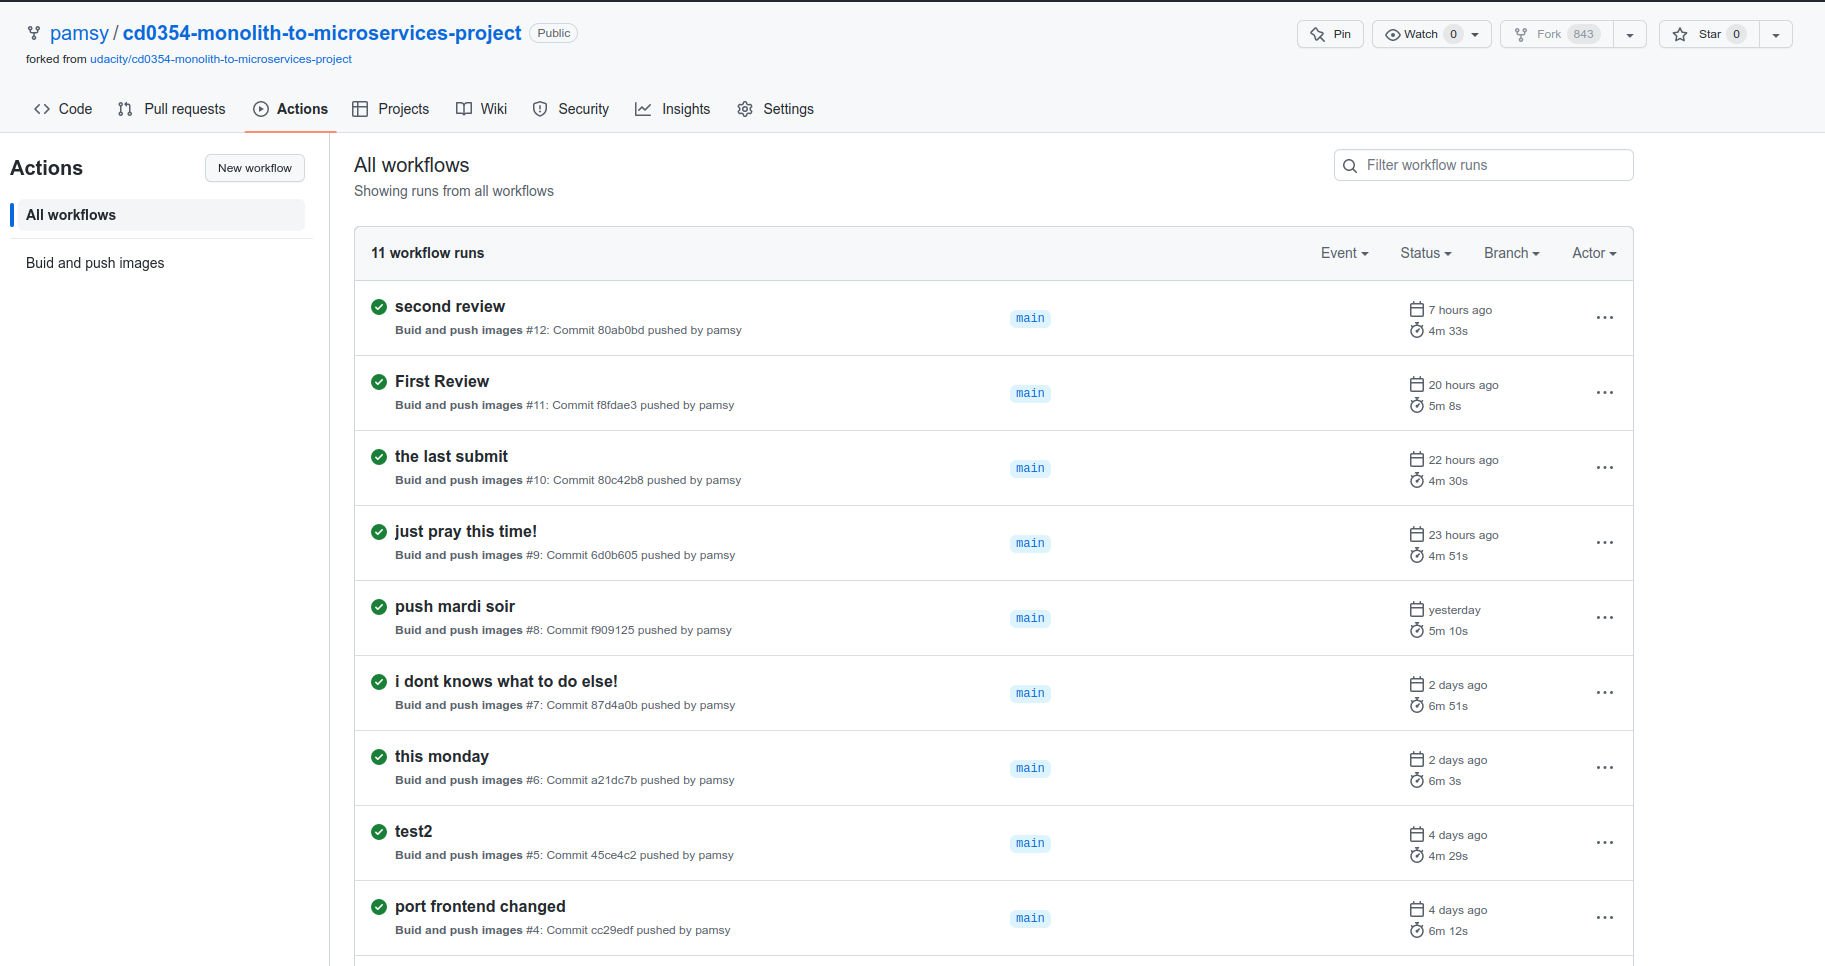 pamsy / cd0354-monolith-to-microservices-project Public
Pin Watch 0 Fork 843 Star 0
forked from udacity/cd0354-monolith-to-microservices-project
Code Pull requests Actions Projects Wiki Security Insights Settings
Actions New workflow
All workflows
Buid and push images
All workflows
Showing runs from all workflows
Filter workflow runs
11 workflow runs Event Status Branch Actor
second review
Buid and push images #12: Commit 80ab0bd pushed by pamsy
main
7 hours ago
4m 33s
First Review
Buid and push images #11: Commit f8fdae3 pushed by pamsy
main
20 hours ago
5m 8s
the last submit
Buid and push images #10: Commit 80c42b8 pushed by pamsy
main
22 hours ago
4m 30s
just pray this time!
Buid and push images #9: Commit 6d0b605 pushed by pamsy
main
23 hours ago
4m 51s
push mardi soir
Buid and push images #8: Commit f909125 pushed by pamsy
main
yesterday
5m 10s
i dont knows what to do else!
Buid and push images #7: Commit 87d4a0b pushed by pamsy
main
2 days ago
6m 51s
this monday
Buid and push images #6: Commit a21dc7b pushed by pamsy
main
2 days ago
6m 3s
test2
Buid and push images #5: Commit 45ce4c2 pushed by pamsy
main
4 days ago
4m 29s
port frontend changed
Buid and push images #4: Commit cc29edf pushed by pamsy
main
4 days ago
6m 12s